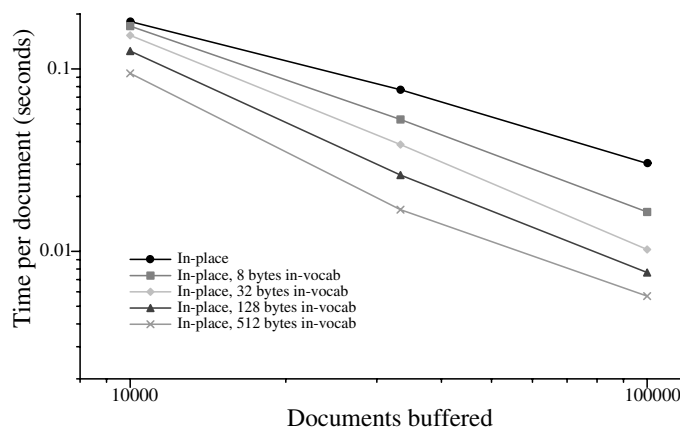 0.1
0.01
Time per document (seconds)
In-place
In-place, 8 bytes in-vocab
In-place, 32 bytes in-vocab
In-place, 128 bytes in-vocab
In-place, 512 bytes in-vocab
10000
100000
Documents buffered